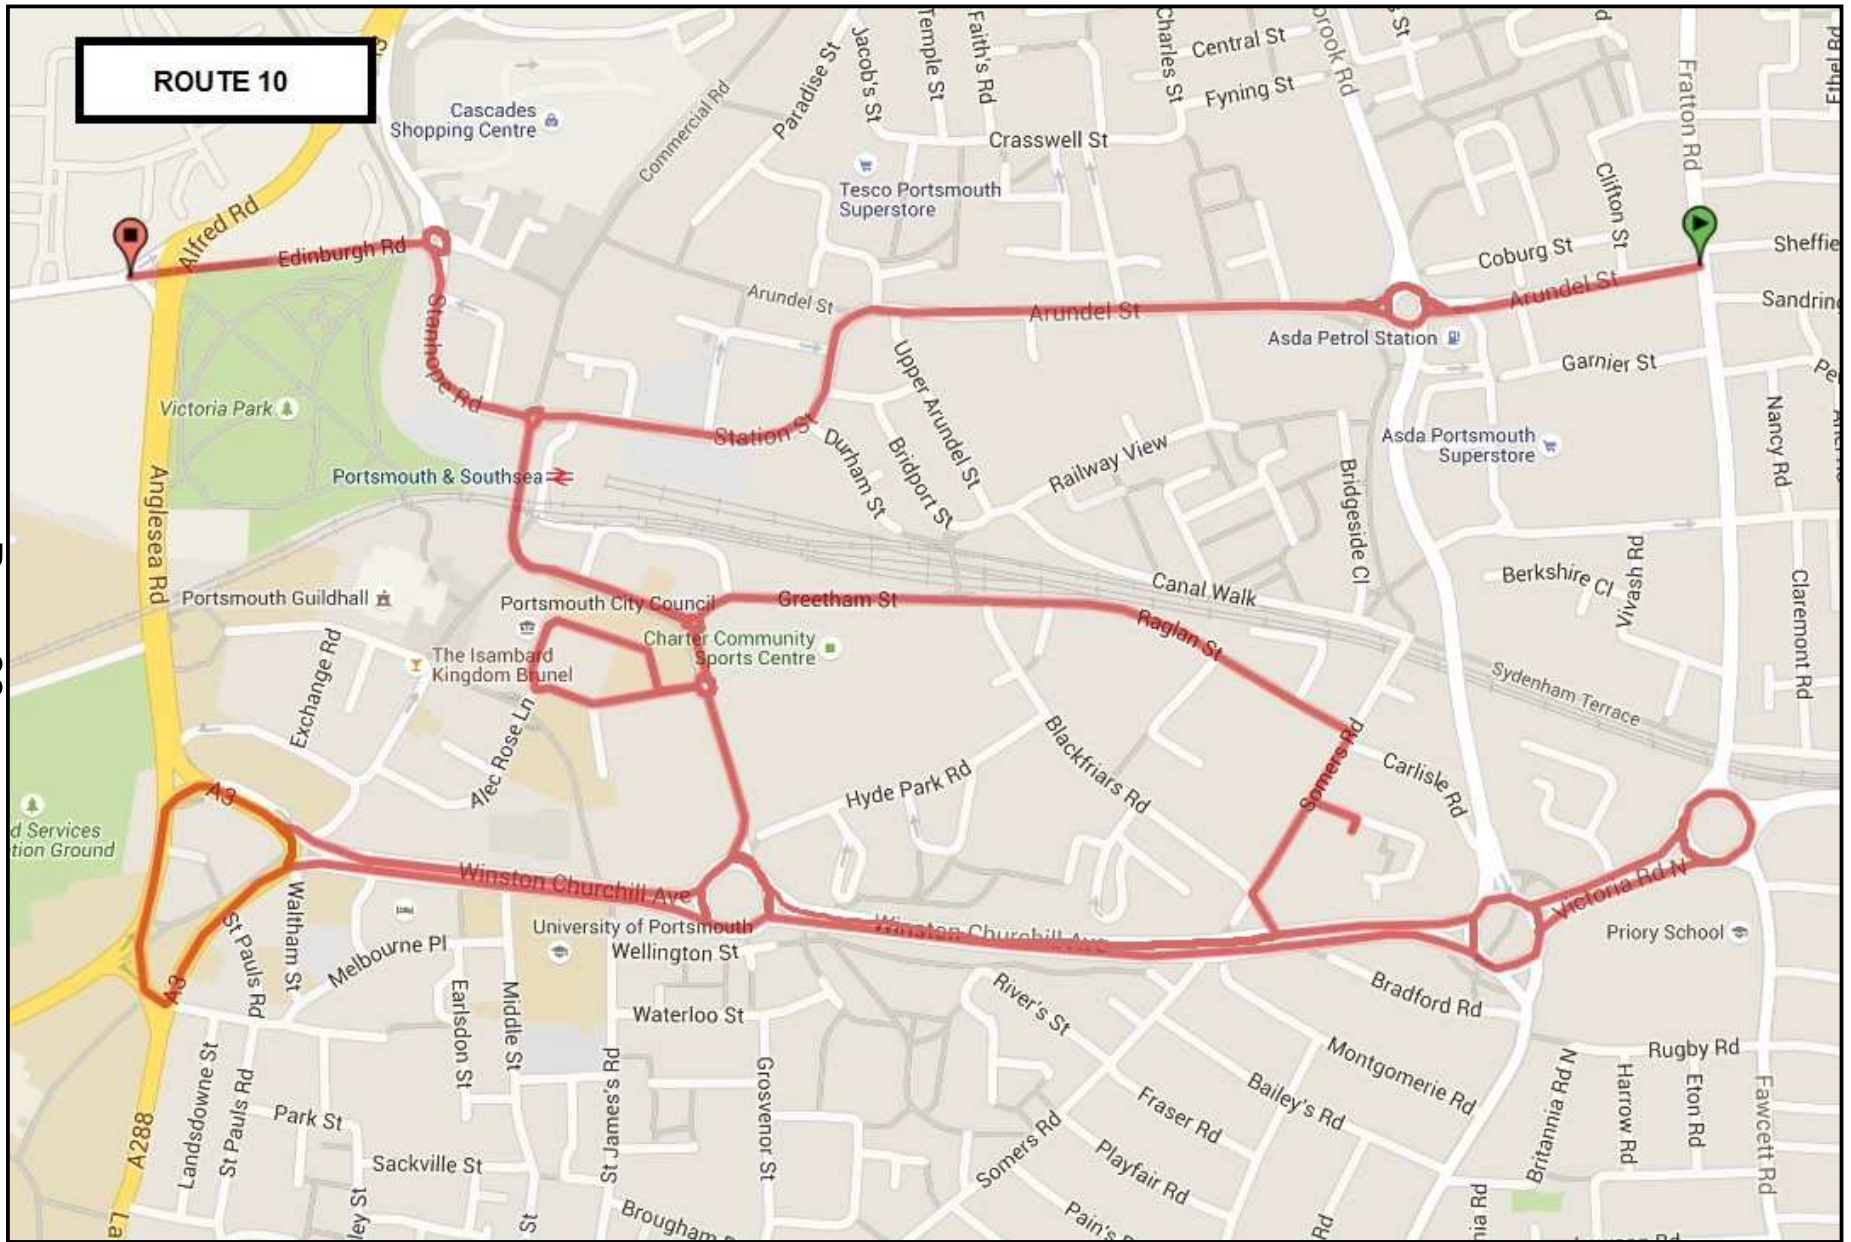 ROUTE 10
Cascades
Shopping Centre
Commercial Rd
Paradise St
Jacob's St
Temple St
Faith's Rd
Charles St
Central St
Fyning St
Crasswell St
Tesco Portsmouth
Superstore
Fratton Rd
Clifton St
Coburg St
Alfred Rd
Edinburgh Rd
Stanhope Rd
Arundel St
Arundel St
Arundel St
Asda Petrol Station
Garnier St
Nancy Rd
Victoria Park
Station St
Upper Arundel St
Durham St
Bridport St
Railway View
Bridgeside Cl
Asda Portsmouth
Superstore
Portsmouth & Southsea
Anglesea Rd
Portsmouth Guildhall
Portsmouth City Council
Greetham St
Canal Walk
Raglan St
Berkshire Cl
Vivash Rd
Claremont Rd
Charter Community
Sports Centre
The Isambard
Kingdom Brunel
Exchange Rd
Alec Rose Ln
Sydenham Terrace
Blackfriars Rd
Hyde Park Rd
Somers Rd
Carlisle Rd
A3
d Services
tion Ground
Winston Churchill Ave
Winston Churchill Ave
Victoria Rd N
Priory School
University of Portsmouth
Wellington St
Waltham St
St Pauls Rd
Melbourne Pl
Earlsdon St
Middle St
A3
Waterloo St
River's St
Bradford Rd
Montgomerie Rd
Rugby Rd
Bailey's Rd
Fraser Rd
Playfair Rd
Somers Rd
Grosvenor St
St James's Rd
Landsdowne St
St Pauls Rd
Park St
Sackville St
A288
Brougham
Pain's
Britannia Rd N
Harrow Rd
Eton Rd
Fawcett Rd